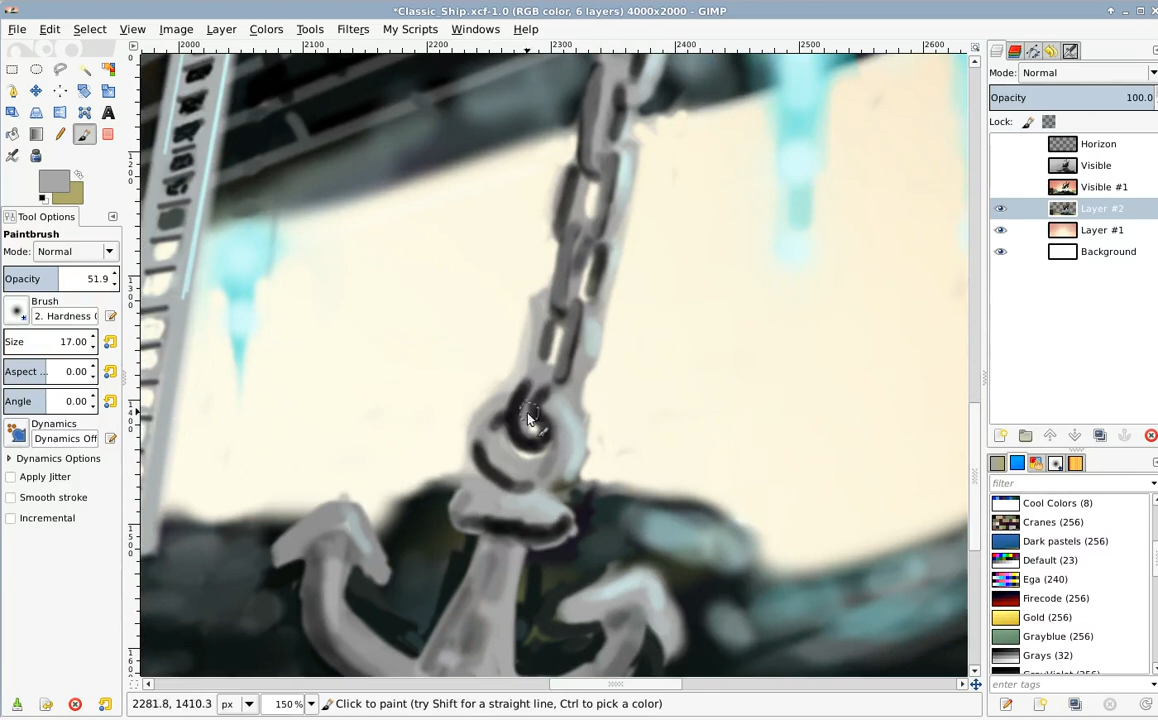 *Classic_Ship.xcf-1.0 (RGB color, 6 layers) 4000x2000 – GIMP
File Edit Select View Image Layer Colors Tools Filters My Scripts Windows Help
2000 2100 2200 2300 2400 2500 2600
Mode: Normal
Opacity 100.0
Lock:
Horizon
Visible
Visible #1
Layer #2
Layer #1
Background
Tool Options
Paintbrush
Mode: Normal
Opacity 51.9
Brush
2. Hardness
Size 17.00
Aspect ... 0.00
Angle 0.00
Dynamics
Dynamics Off
Dynamics Options
Apply Jitter
Smooth stroke
Incremental
filter
Cool Colors (8)
Cranes (256)
Dark pastels (256)
Default (23)
Ega (240)
Firecode (256)
Gold (256)
Grayblue (256)
Grays (32)
enter tags
2281.8, 1410.3 px 150% Click to paint (try Shift for a straight line, Ctrl to pick a color)